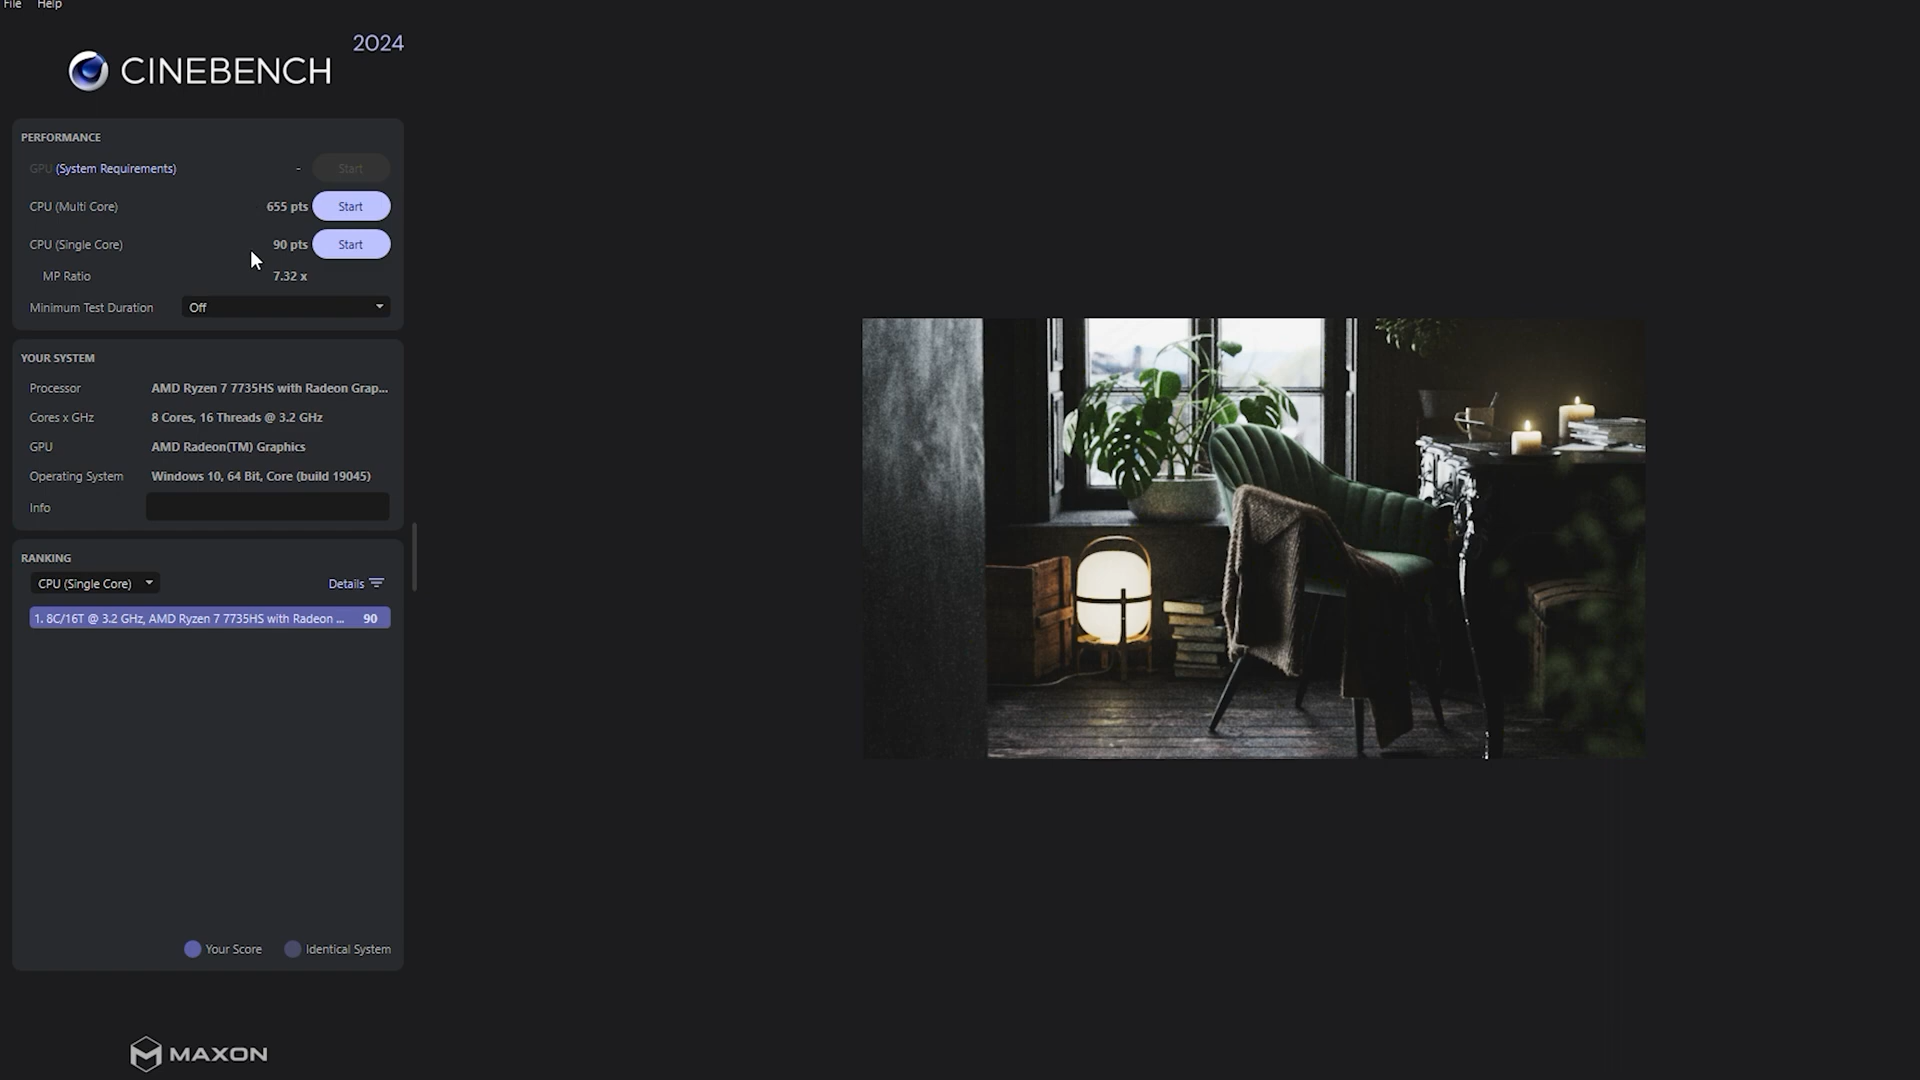 File Help
2024
CINEBENCH
PERFORMANCE
GPU (System Requirements) - Start
CPU (Multi Core) 655 pts Start
CPU (Single Core) 90 pts Start
MP Ratio 7.32 x
Minimum Test Duration Off
YOUR SYSTEM
Processor AMD Ryzen 7 7735HS with Radeon Grap...
Cores x GHz 8 Cores, 16 Threads @ 3.2 GHz
GPU AMD Radeon(TM) Graphics
Operating System Windows 10, 64 Bit, Core (build 19045)
Info
RANKING
CPU (Single Core) Details
1. 8C/16T @ 3.2 GHz, AMD Ryzen 7 7735HS with Radeon ... 90
Your Score Identical System
MAXON